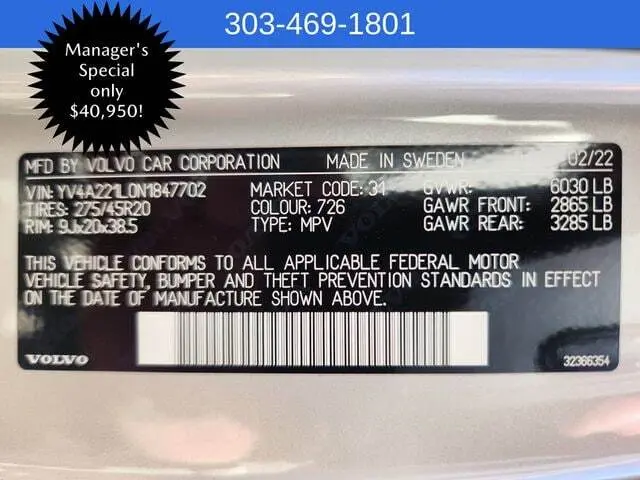 303-469-1801
Manager's
Special
only
$40,950!
MFD BY VOLVO CAR CORPORATION MADE IN SWEDEN 02/22
VIN: YV4A221L0N1847702 MARKET CODE: 31 GVWR: 6030 LB
TIRES: 275/45R20 COLOUR: 726 GAWR FRONT: 2865 LB
RIM: 9Jx20x38.5 TYPE: MPV GAWR REAR: 3285 LB
THIS VEHICLE CONFORMS TO ALL APPLICABLE FEDERAL MOTOR
VEHICLE SAFETY, BUMPER AND THEFT PREVENTION STANDARDS IN EFFECT
ON THE DATE OF MANUFACTURE SHOWN ABOVE.
VOLVO 32366354